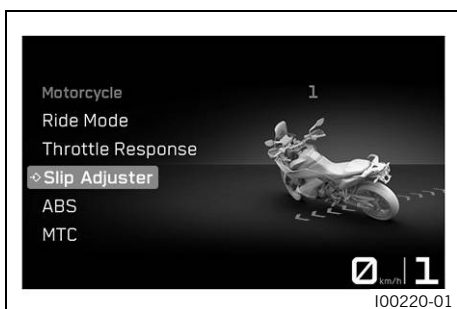 Motorcycle 1
Ride Mode
Throttle Response
Slip Adjuster
ABS
MTC
0 km/h 1
I00220-01